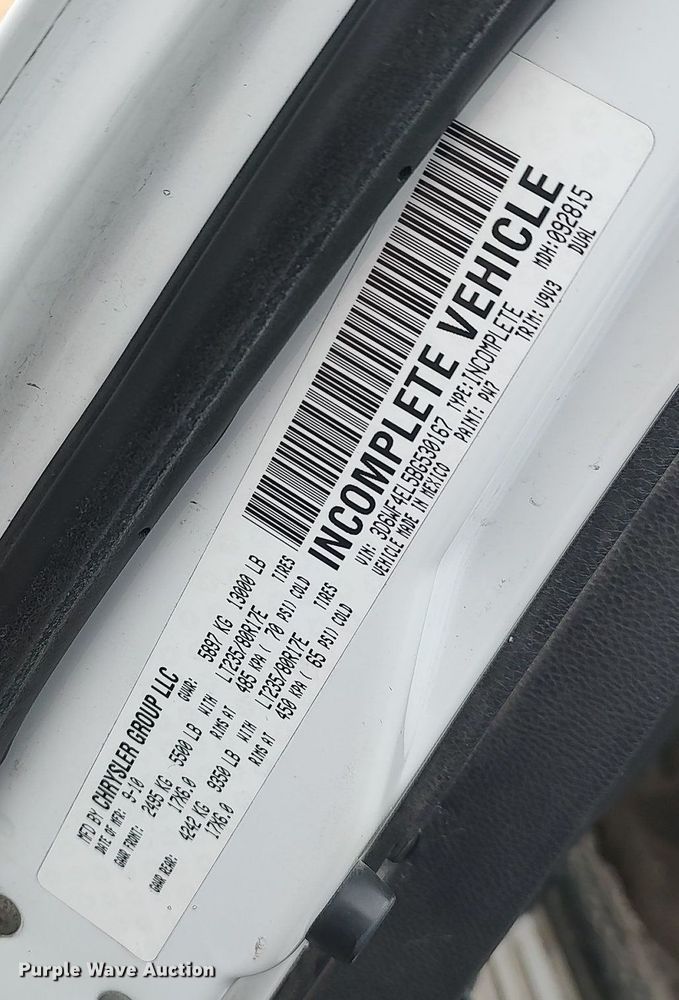 MFD BY CHRYSLER GROUP LLC
DATE OF MFR: 9-10 GVWR: 5897 KG 13000 LB
GAWR FRONT: 2495 KG 5500 LB WITH LT235/80R17E TIRES
17X6.0 RIMS AT 485 KPA( 70 PSI) COLD
GAWR REAR: 4242 KG 9350 LB WITH LT235/80R17E TIRES
17X6.0 RIMS AT 450 KPA( 65 PSI) COLD
INCOMPLETE VEHICLE
VIN: 3D6WF4EL5BG530167 TYPE:INCOMPLETE MDH:092815
VEHICLE MADE IN MEXICO PAINT: PW7 TRIM: V9V3 DUAL
Purple Wave Auction